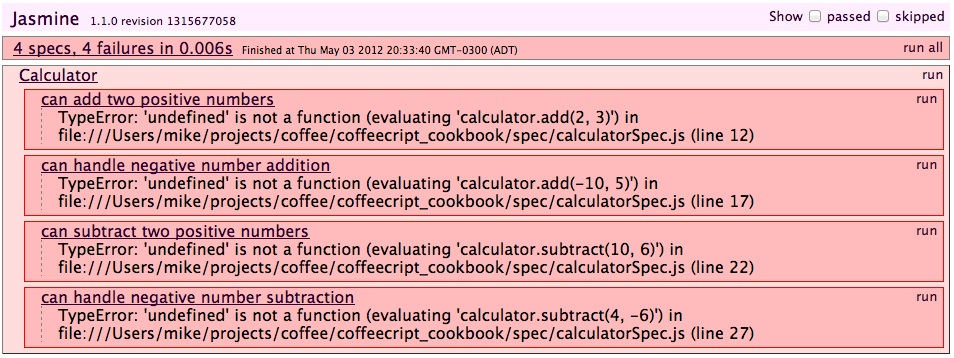 Jasmine 1.1.0 revision 1315677058 Show passed skipped
4 specs, 4 failures in 0.006s Finished at Thu May 03 2012 20:33:40 GMT-0300 (ADT) run all
Calculator run
can add two positive numbers run
TypeError: 'undefined' is not a function (evaluating 'calculator.add(2, 3)') in
file:///Users/mike/projects/coffee/coffeecript_cookbook/spec/calculatorSpec.js (line 12)
can handle negative number addition run
TypeError: 'undefined' is not a function (evaluating 'calculator.add(-10, 5)') in
file:///Users/mike/projects/coffee/coffeecript_cookbook/spec/calculatorSpec.js (line 17)
can subtract two positive numbers run
TypeError: 'undefined' is not a function (evaluating 'calculator.subtract(10, 6)') in
file:///Users/mike/projects/coffee/coffeecript_cookbook/spec/calculatorSpec.js (line 22)
can handle negative number subtraction run
TypeError: 'undefined' is not a function (evaluating 'calculator.subtract(4, -6)') in
file:///Users/mike/projects/coffee/coffeecript_cookbook/spec/calculatorSpec.js (line 27)